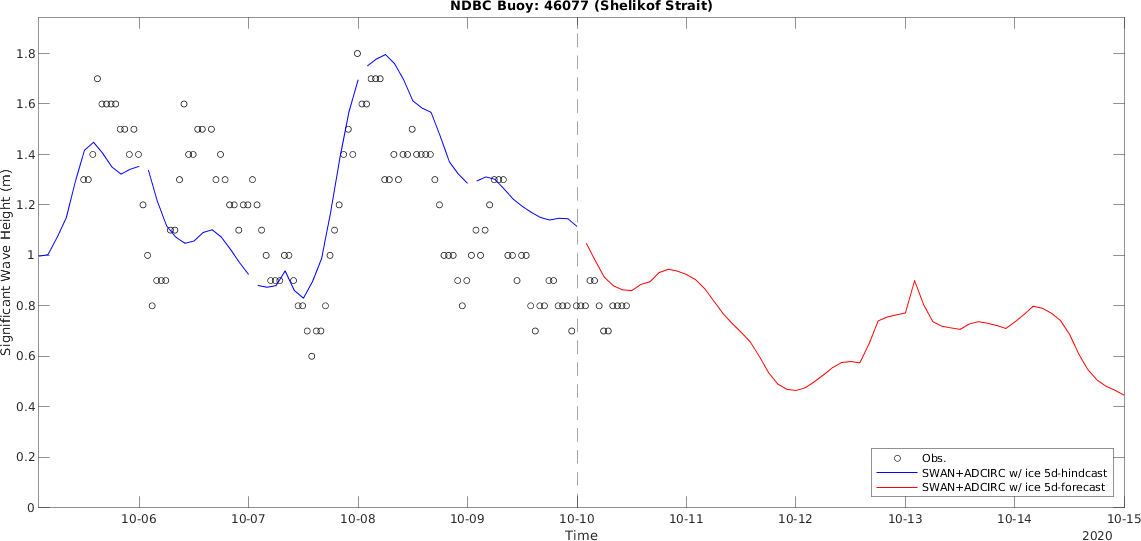 NDBC Buoy: 46077 (Shelikof Strait)
Significant Wave Height (m)
1.8
1.6
1.4
1.2
1
0.8
0.6
0.4
0.2
0
Obs.
SWAN+ADCIRC w/ ice 5d-hindcast
SWAN+ADCIRC w/ ice 5d-forecast
10-06 10-07 10-08 10-09 10-10 10-11 10-12 10-13 10-14 10-15
Time
2020